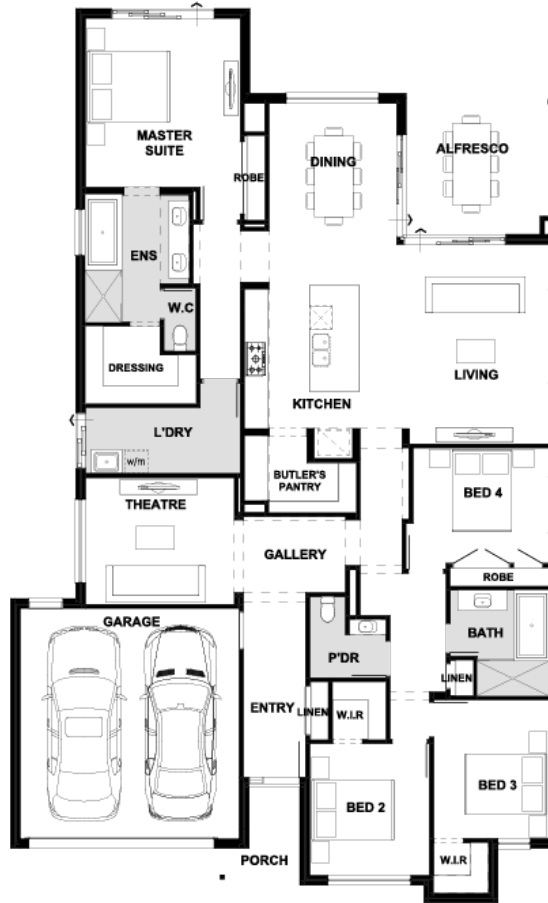 MASTER
SUITE
ROBE
DINING
ALFRESCO
ENS
W.C
DRESSING
KITCHEN
LIVING
L'DRY
w/m
BUTLER'S
PANTRY
BED 4
THEATRE
GALLERY
ROBE
GARAGE
BATH
P'DR
LINEN
ENTRY
LINEN
W.I.R
BED 2
BED 3
PORCH
W.I.R